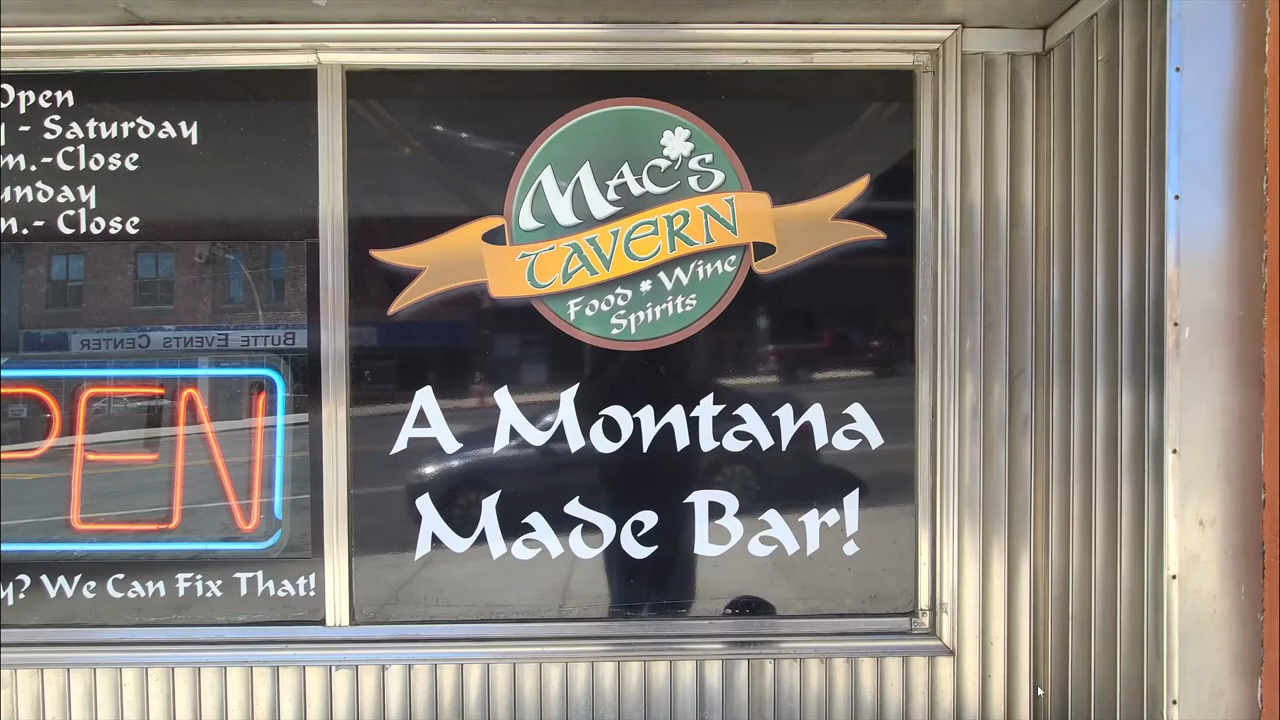 Open
- Saturday
m.-Close
unday
n.- Close
BUTTE EVENTS CENTER
PEN
y? We Can Fix That!
MAC'S
TAVERN
Food * Wine
Spirits
A Montana
Made Bar!